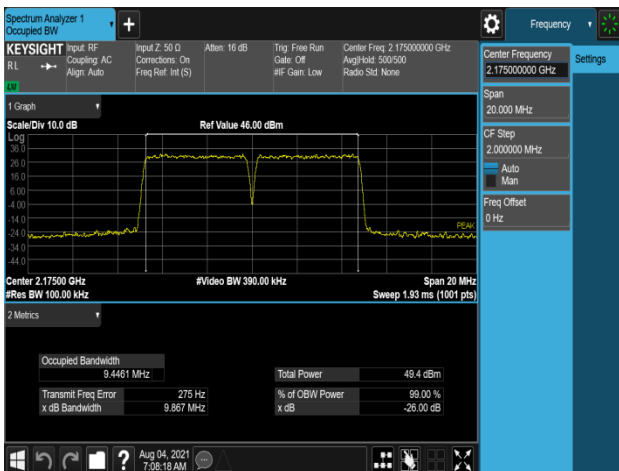 Spectrum Analyzer 1
Occupied BW
+
Frequency
KEYSIGHT
RL
Input: RF
Coupling: AC
Align: Auto
Input Z: 50 Ω
Corrections: On
Freq Ref: Int (S)
Atten: 16 dB
Trig: Free Run
Gate: Off
#IF Gain: Low
Center Freq: 2.175000000 GHz
Avg|Hold: 500/500
Radio Std: None
LXI
Center Frequency
2.175000000 GHz
Settings
Span
20.000 MHz
CF Step
2.000000 MHz
Auto
Man
Freq Offset
0 Hz
1 Graph
Scale/Div 10.0 dB
Ref Value 46.00 dBm
Log
36.0
26.0
16.0
6.00
-4.00
-14.0
-24.0
-34.0
-44.0
PEAK
Center 2.17500 GHz
#Video BW 390.00 kHz
Span 20 MHz
#Res BW 100.00 kHz
Sweep 1.93 ms (1001 pts)
2 Metrics
Occupied Bandwidth
9.4461 MHz
Total Power
49.4 dBm
Transmit Freq Error
275 Hz
% of OBW Power
99.00 %
x dB Bandwidth
9.867 MHz
x dB
-26.00 dB
?
Aug 04, 2021
7:08:18 AM